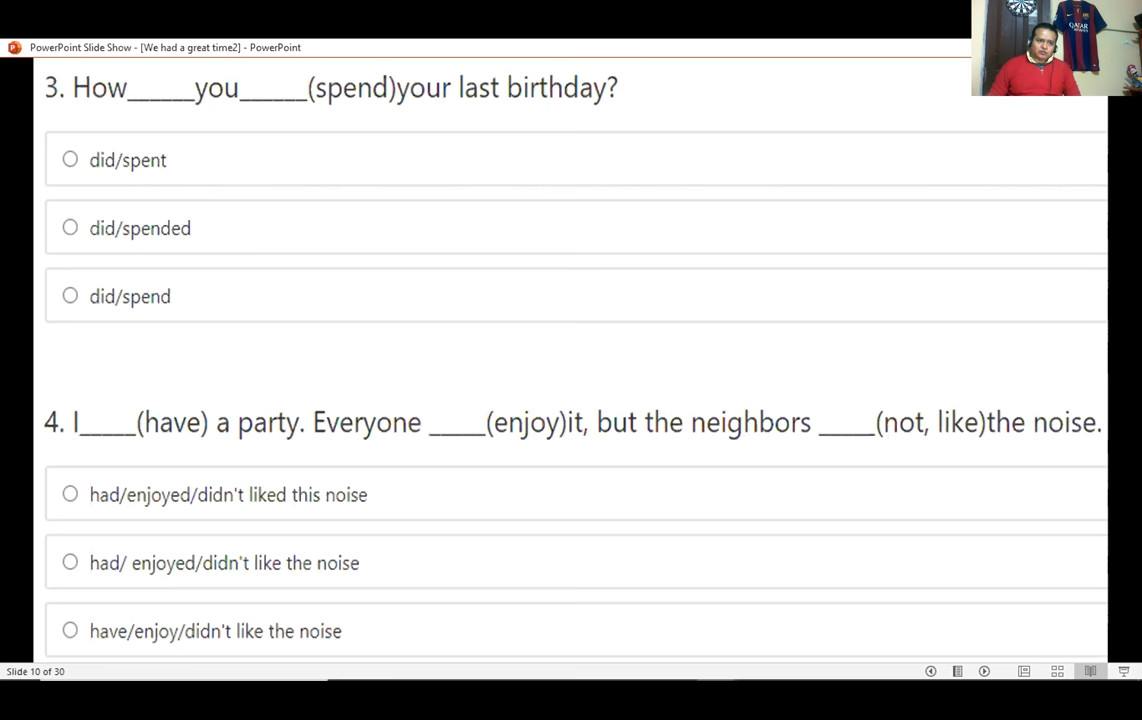 PowerPoint Slide Show - [We had a great time2] - PowerPoint
QATAR
AIRWAYS
3. How______you______(spend)your last birthday?
did/spent
did/spended
did/spend
4. I_____(have) a party. Everyone _____(enjoy)it, but the neighbors _____(not, like)the noise.
had/enjoyed/didn't liked this noise
had/ enjoyed/didn't like the noise
have/enjoy/didn't like the noise
Slide 10 of 30